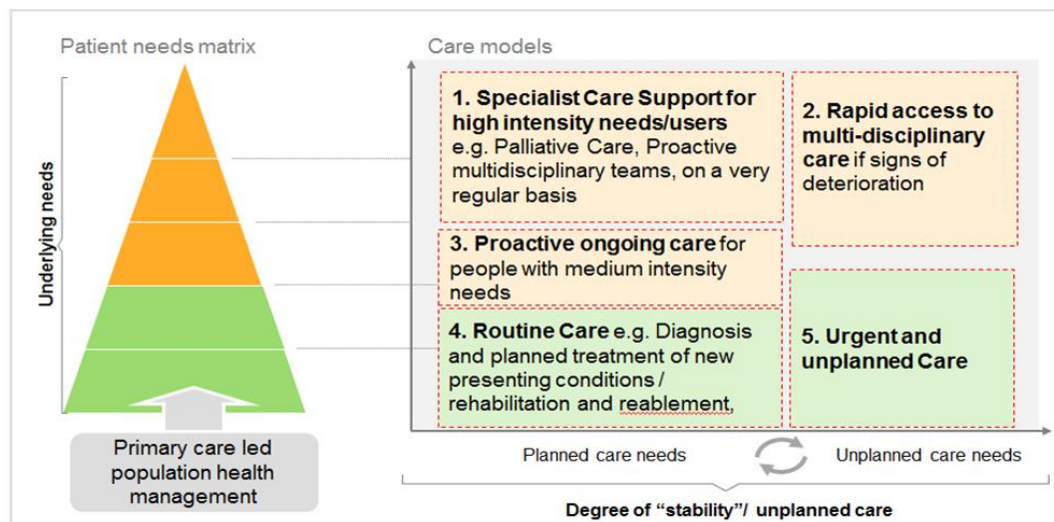 Patient needs matrix
Underlying needs
Primary care led
population health
management
Care models
1. Specialist Care Support for
high intensity needs/users
e.g. Palliative Care, Proactive
multidisciplinary teams, on a very
regular basis
2. Rapid access to
multi-disciplinary
care if signs of
deterioration
3. Proactive ongoing care for
people with medium intensity
needs
4. Routine Care e.g. Diagnosis
and planned treatment of new
presenting conditions /
rehabilitation and reablement,
5. Urgent and
unplanned Care
Planned care needs
Unplanned care needs
Degree of “stability”/ unplanned care